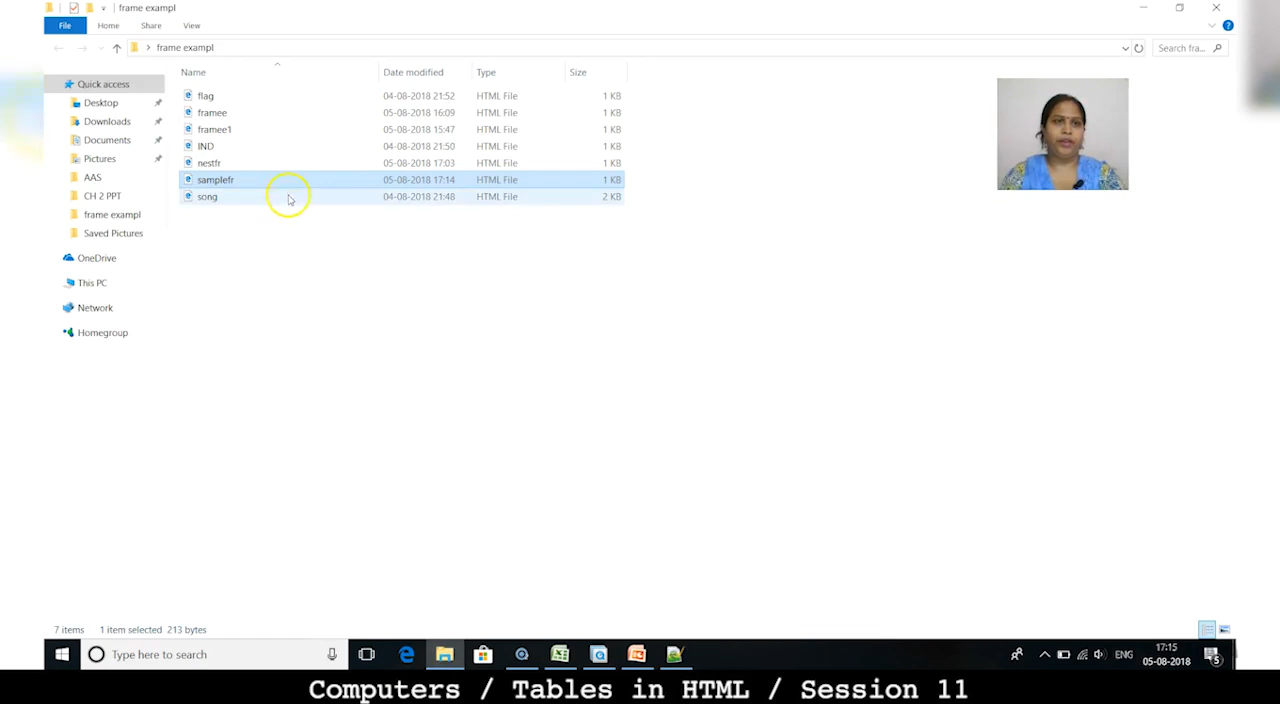 frame exampl
File Home Share View
frame exampl Search fra...
Name Date modified Type Size
Quick access
Desktop
Downloads
Documents
Pictures
AAS
CH 2 PPT
frame exampl
Saved Pictures
OneDrive
This PC
Network
Homegroup
flag 04-08-2018 21:52 HTML File 1 KB
framee 05-08-2018 16:09 HTML File 1 KB
framee1 05-08-2018 15:47 HTML File 1 KB
IND 04-08-2018 21:50 HTML File 1 KB
nestfr 05-08-2018 17:03 HTML File 1 KB
samplefr 05-08-2018 17:14 HTML File 1 KB
song 04-08-2018 21:48 HTML File 2 KB
7 items 1 item selected 213 bytes
Type here to search
ENG
17:15
05-08-2018
5
Computers / Tables in HTML / Session 11